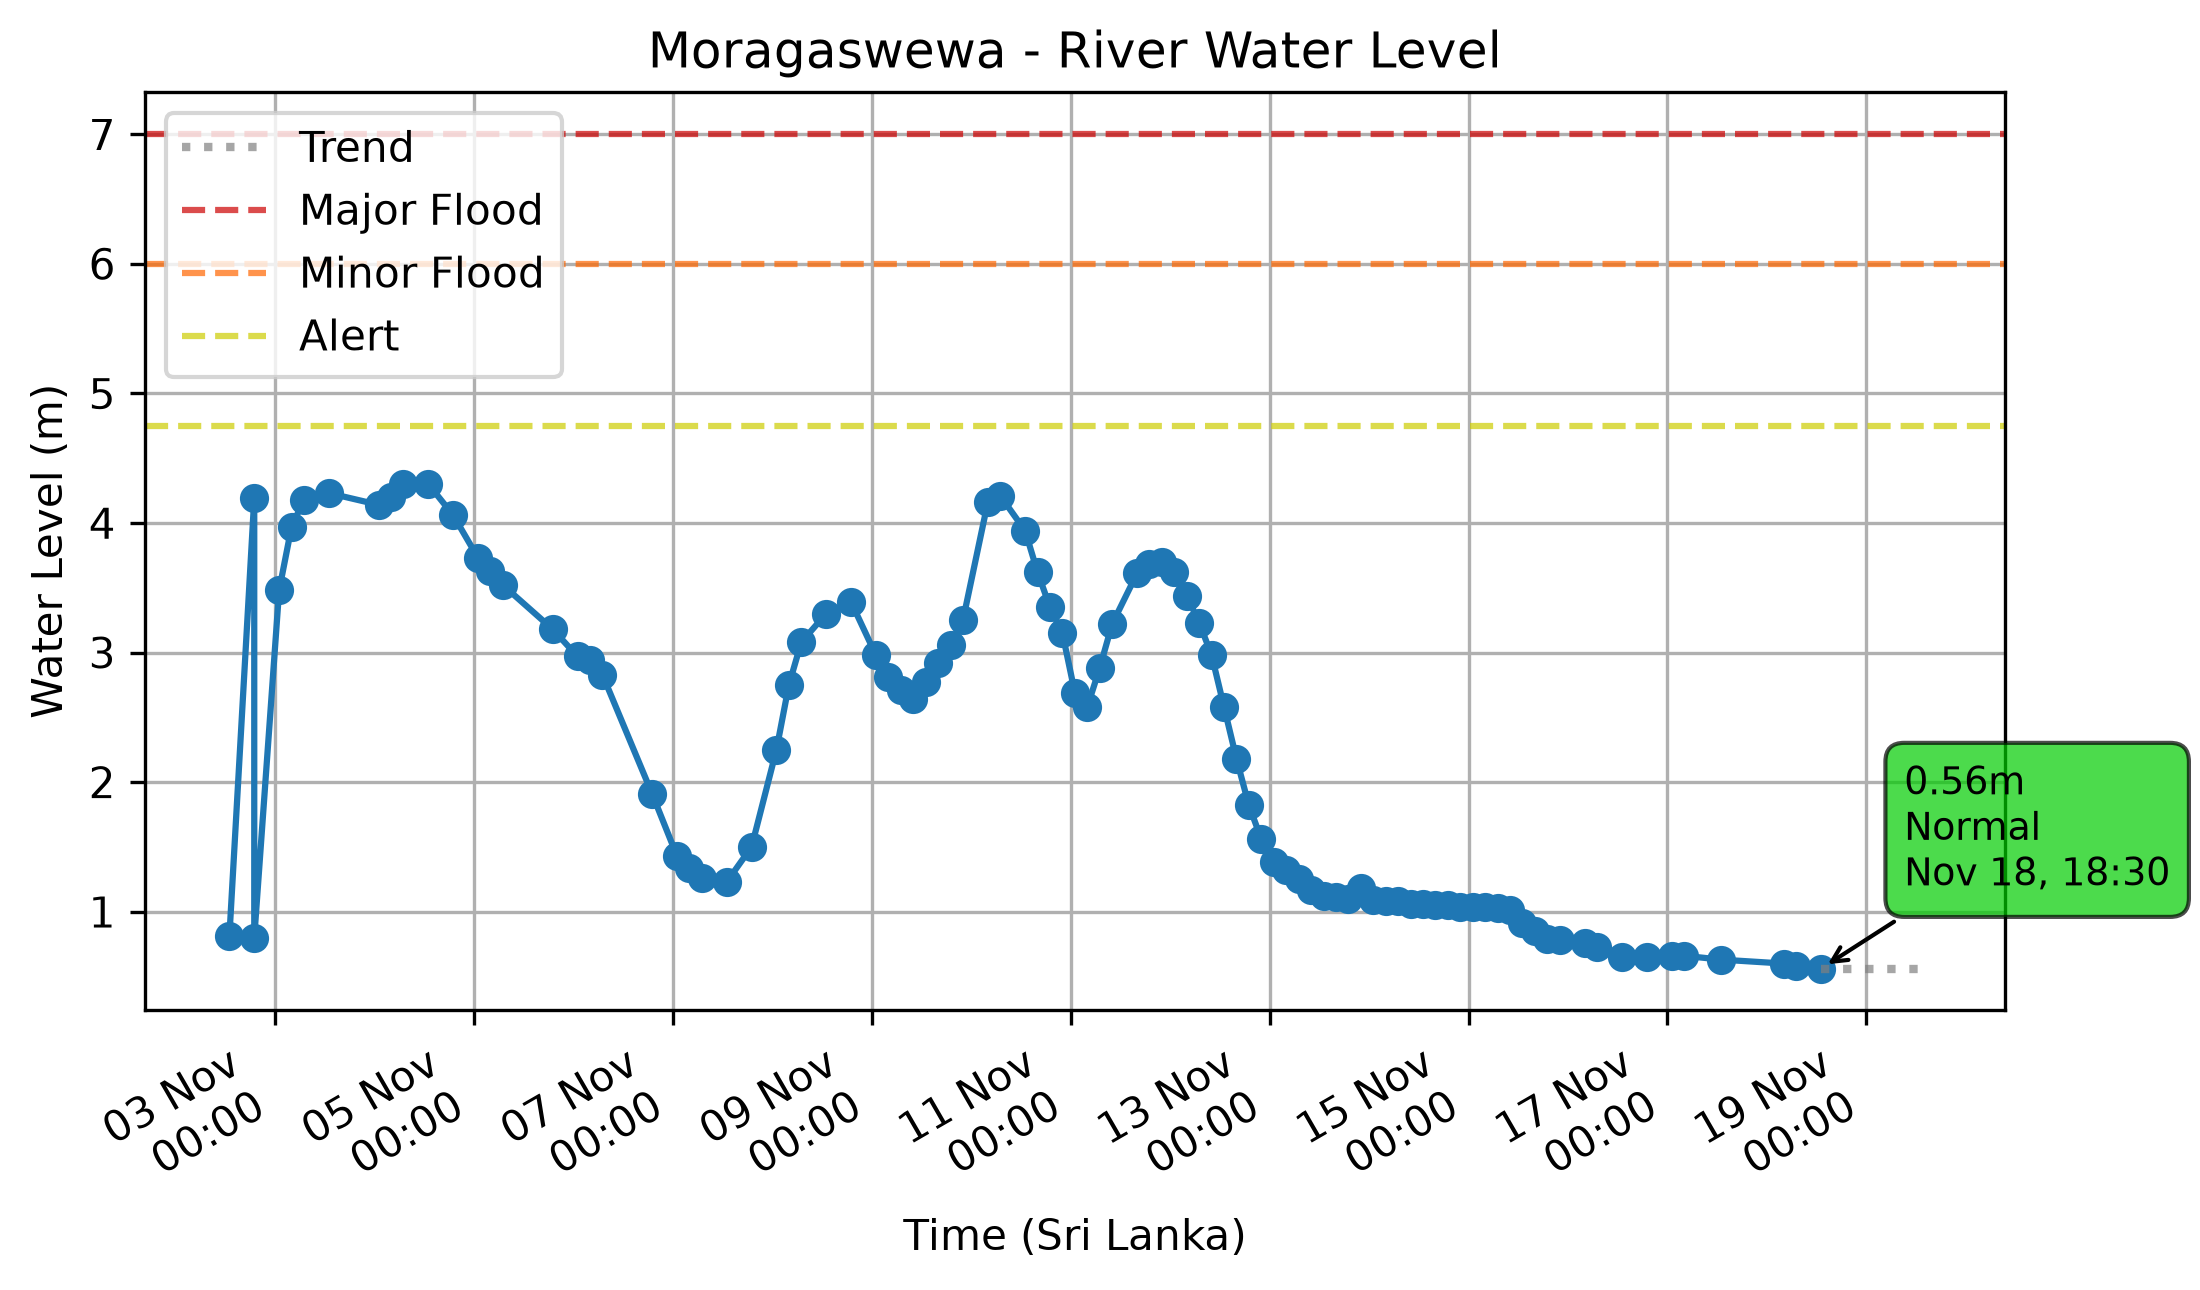 Moragaswewa - River Water Level
Trend
Major Flood
Minor Flood
Alert
7
6
5
4
3
2
1
Water Level (m)
0.56m
Normal
Nov 18, 18:30
03 Nov
00:00
05 Nov
00:00
07 Nov
00:00
09 Nov
00:00
11 Nov
00:00
13 Nov
00:00
15 Nov
00:00
17 Nov
00:00
19 Nov
00:00
Time (Sri Lanka)